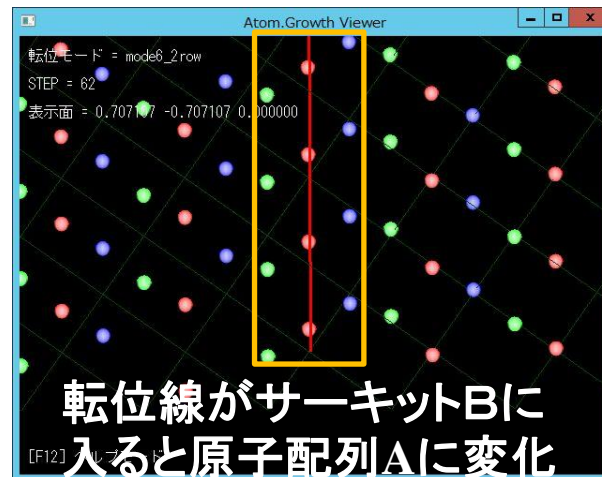 Atom.Growth Viewer
転位モード = mode6_2row
STEP = 62
表示面 = 0.707107 -0.707107 0.000000
転位線がサーキットBに
[F12]
入ると原子配列Aに変化